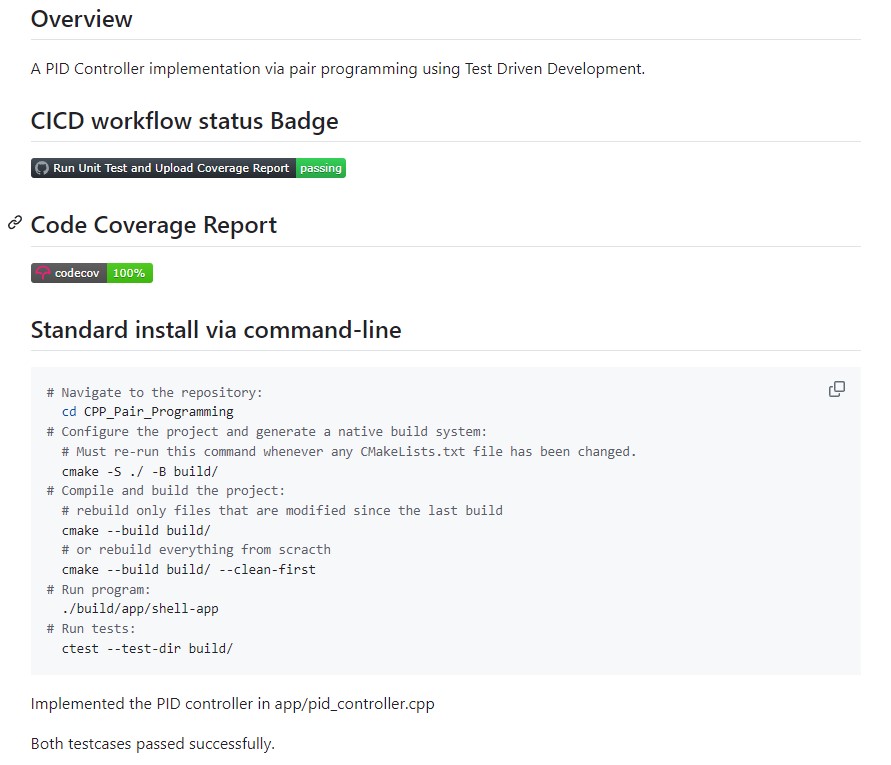 Overview
A PID Controller implementation via pair programming using Test Driven Development.
CICD workflow status Badge
Run Unit Test and Upload Coverage Report passing
Code Coverage Report
codecov 100%
Standard install via command-line
# Navigate to the repository:
  cd CPP_Pair_Programming
# Configure the project and generate a native build system:
  # Must re-run this command whenever any CMakeLists.txt file has been changed.
  cmake -S ./ -B build/
# Compile and build the project:
  # rebuild only files that are modified since the last build
  cmake --build build/
  # or rebuild everything from scracth
  cmake --build build/ --clean-first
# Run program:
  ./build/app/shell-app
# Run tests:
  ctest --test-dir build/
Implemented the PID controller in app/pid_controller.cpp
Both testcases passed successfully.